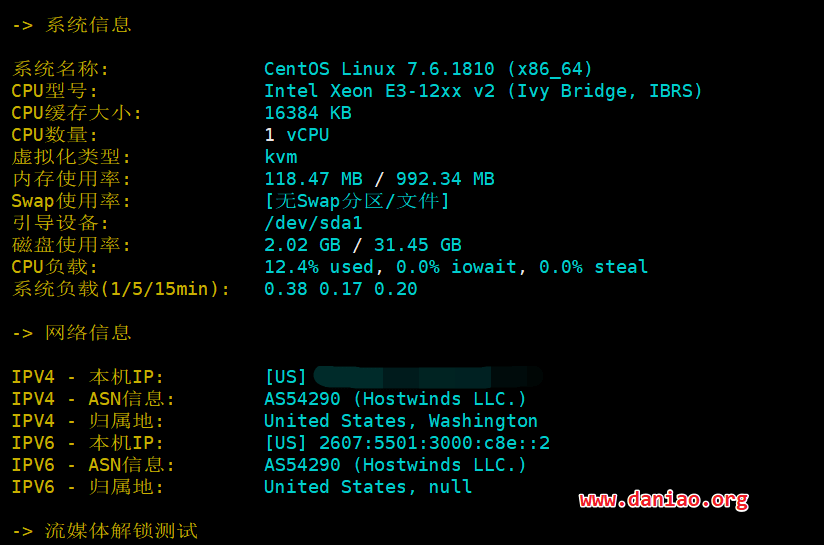 -> 系统信息
系统名称: CentOS Linux 7.6.1810 (x86_64)
CPU型号: Intel Xeon E3-12xx v2 (Ivy Bridge, IBRS)
CPU缓存大小: 16384 KB
CPU数量: 1 vCPU
虚拟化类型: kvm
内存使用率: 118.47 MB / 992.34 MB
Swap使用率: [无Swap分区/文件]
引导设备: /dev/sda1
磁盘使用率: 2.02 GB / 31.45 GB
CPU负载: 12.4% used, 0.0% iowait, 0.0% steal
系统负载(1/5/15min): 0.38 0.17 0.20
-> 网络信息
IPV4 - 本机IP: [US]
IPV4 - ASN信息: AS54290 (Hostwinds LLC.)
IPV4 - 归属地: United States, Washington
IPV6 - 本机IP: [US] 2607:5501:3000:c8e::2
IPV6 - ASN信息: AS54290 (Hostwinds LLC.)
IPV6 - 归属地: United States, null
www.daniao.org
-> 流媒体解锁测试